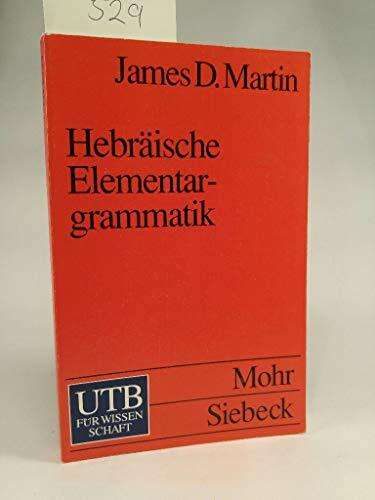 529
James D. Martin
Hebräische
Elementar-
grammatik
Mohr
Siebeck
UTB
FÜR WISSEN
SCHAFT